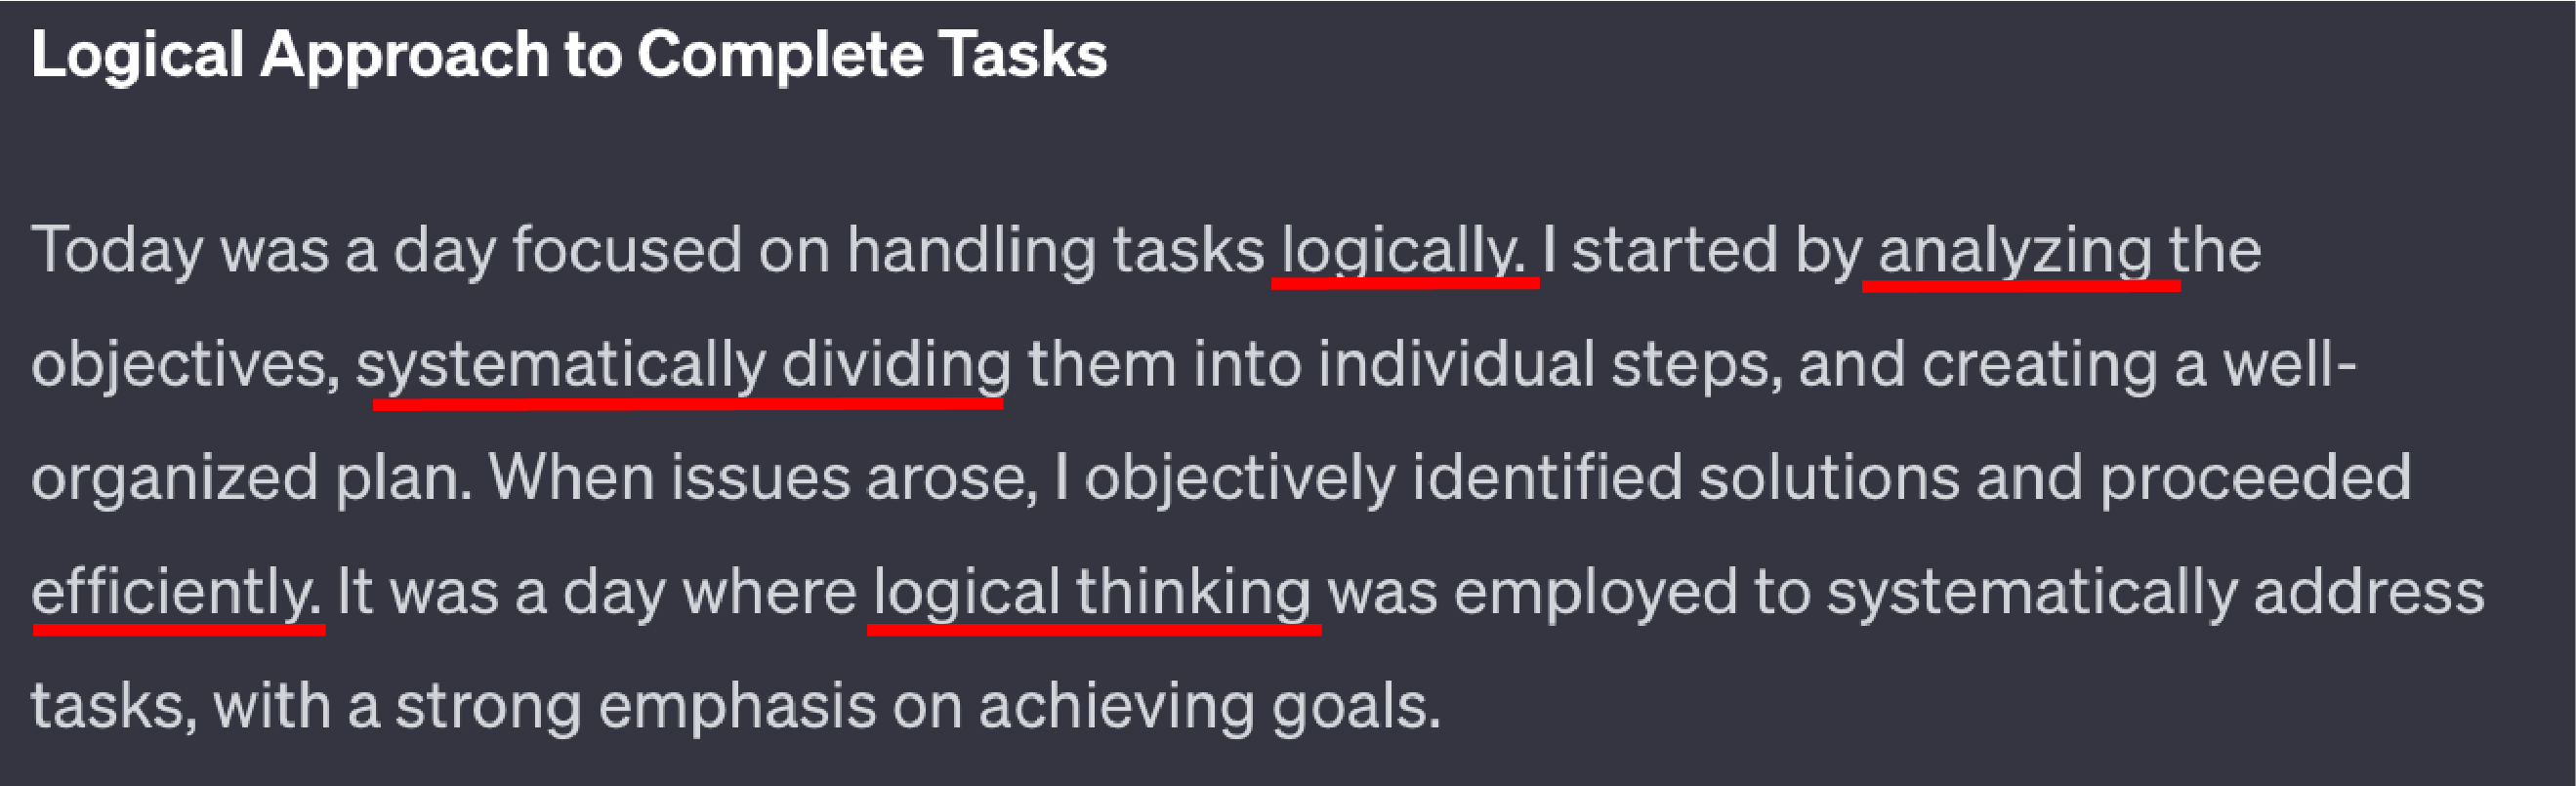 Logical Approach to Complete Tasks
Today was a day focused on handling tasks logically. I started by analyzing the
objectives, systematically dividing them into individual steps, and creating a well-
organized plan. When issues arose, I objectively identified solutions and proceeded
efficiently. It was a day where logical thinking was employed to systematically address
tasks, with a strong emphasis on achieving goals.